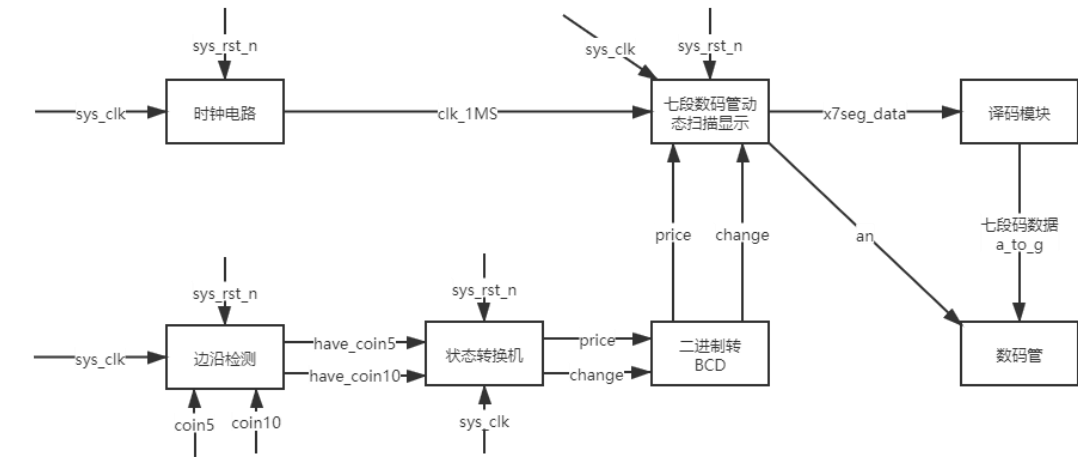 sys_rst_n
sys_clk
时钟电路
clk_1MS
sys_clk
sys_rst_n
七段数码管动
态扫描显示
x7seg_data
译码模块
price
change
an
七段码数据
a_to_g
sys_rst_n
sys_clk
边沿检测
coin5
coin10
have_coin5
have_coin10
sys_rst_n
状态转换机
sys_clk
price
change
二进制转
BCD
数码管